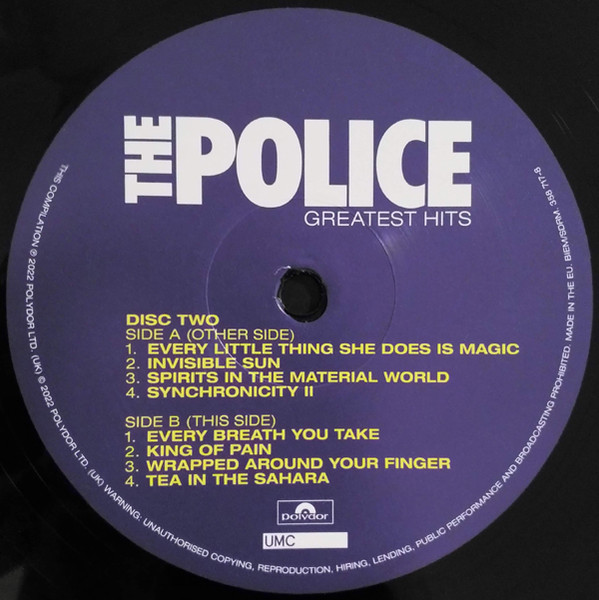 THE POLICE
GREATEST HITS
DISC TWO
SIDE A (OTHER SIDE)
1. EVERY LITTLE THING SHE DOES IS MAGIC
2. INVISIBLE SUN
3. SPIRITS IN THE MATERIAL WORLD
4. SYNCHRONICITY II
SIDE B (THIS SIDE)
1. EVERY BREATH YOU TAKE
2. KING OF PAIN
3. WRAPPED AROUND YOUR FINGER
4. TEA IN THE SAHARA
polydor
UMC
THIS COMPILATION ℗ 2022 POLYDOR LTD. (UK) © 2022 POLYDOR LTD. (UK) WARNING: UNAUTHORISED COPYING, REPRODUCTION, HIRING, LENDING, PUBLIC PERFORMANCE AND BROADCASTING PROHIBITED. MADE IN THE EU. BIEM/SDRM. 358 717-8